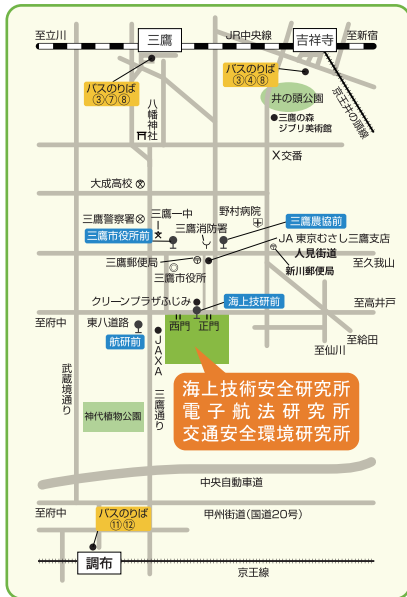 至立川
三鷹
JR中央線
吉祥寺
至新宿
バスのりば
③⑦⑧
バスのりば
③④⑧
京王井の頭線
井の頭公園
八幡神社
三鷹の森
ジブリ美術館
X交番
大成高校
三鷹警察署
三鷹一中
野村病院
三鷹消防署
三鷹農協前
三鷹市役所前
JA東京むさし三鷹支店
人見街道
新川郵便局
三鷹郵便局
至久我山
三鷹市役所
クリーンプラザふじみ
海上技研前
至高井戸
至府中
東八道路
西門
正門
航研前
JAXA
至給田
至仙川
武蔵境通り
三鷹通り
海上技術安全研究所
電子航法研究所
交通安全環境研究所
神代植物公園
中央自動車道
至府中
バスのりば
⑪⑫
甲州街道(国道20号)
調布
京王線